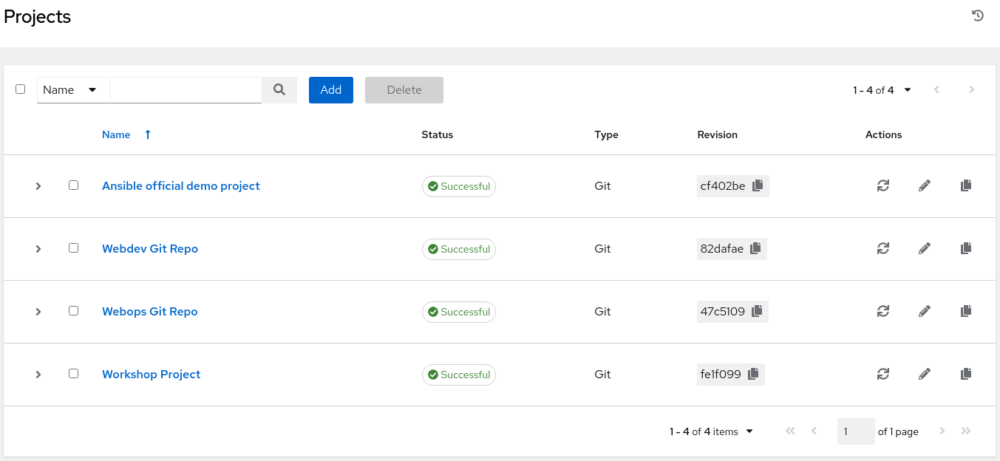 Projects
Name Add Delete 1 - 4 of 4
Name Status Type Revision Actions
Ansible official demo project Successful Git cf402be
Webdev Git Repo Successful Git 82dafae
Webops Git Repo Successful Git 47c5109
Workshop Project Successful Git fe1f099
1 - 4 of 4 items 1 of 1 page